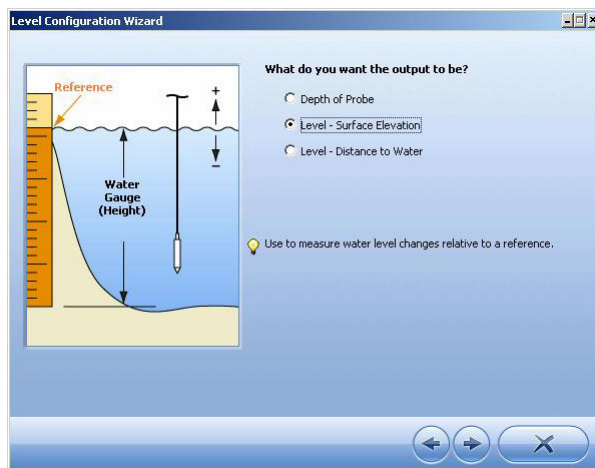 Level Configuration Wizard
Reference
+
−
Water
Gauge
(Height)
What do you want the output to be?
Depth of Probe
Level - Surface Elevation
Level - Distance to Water
Use to measure water level changes relative to a reference.